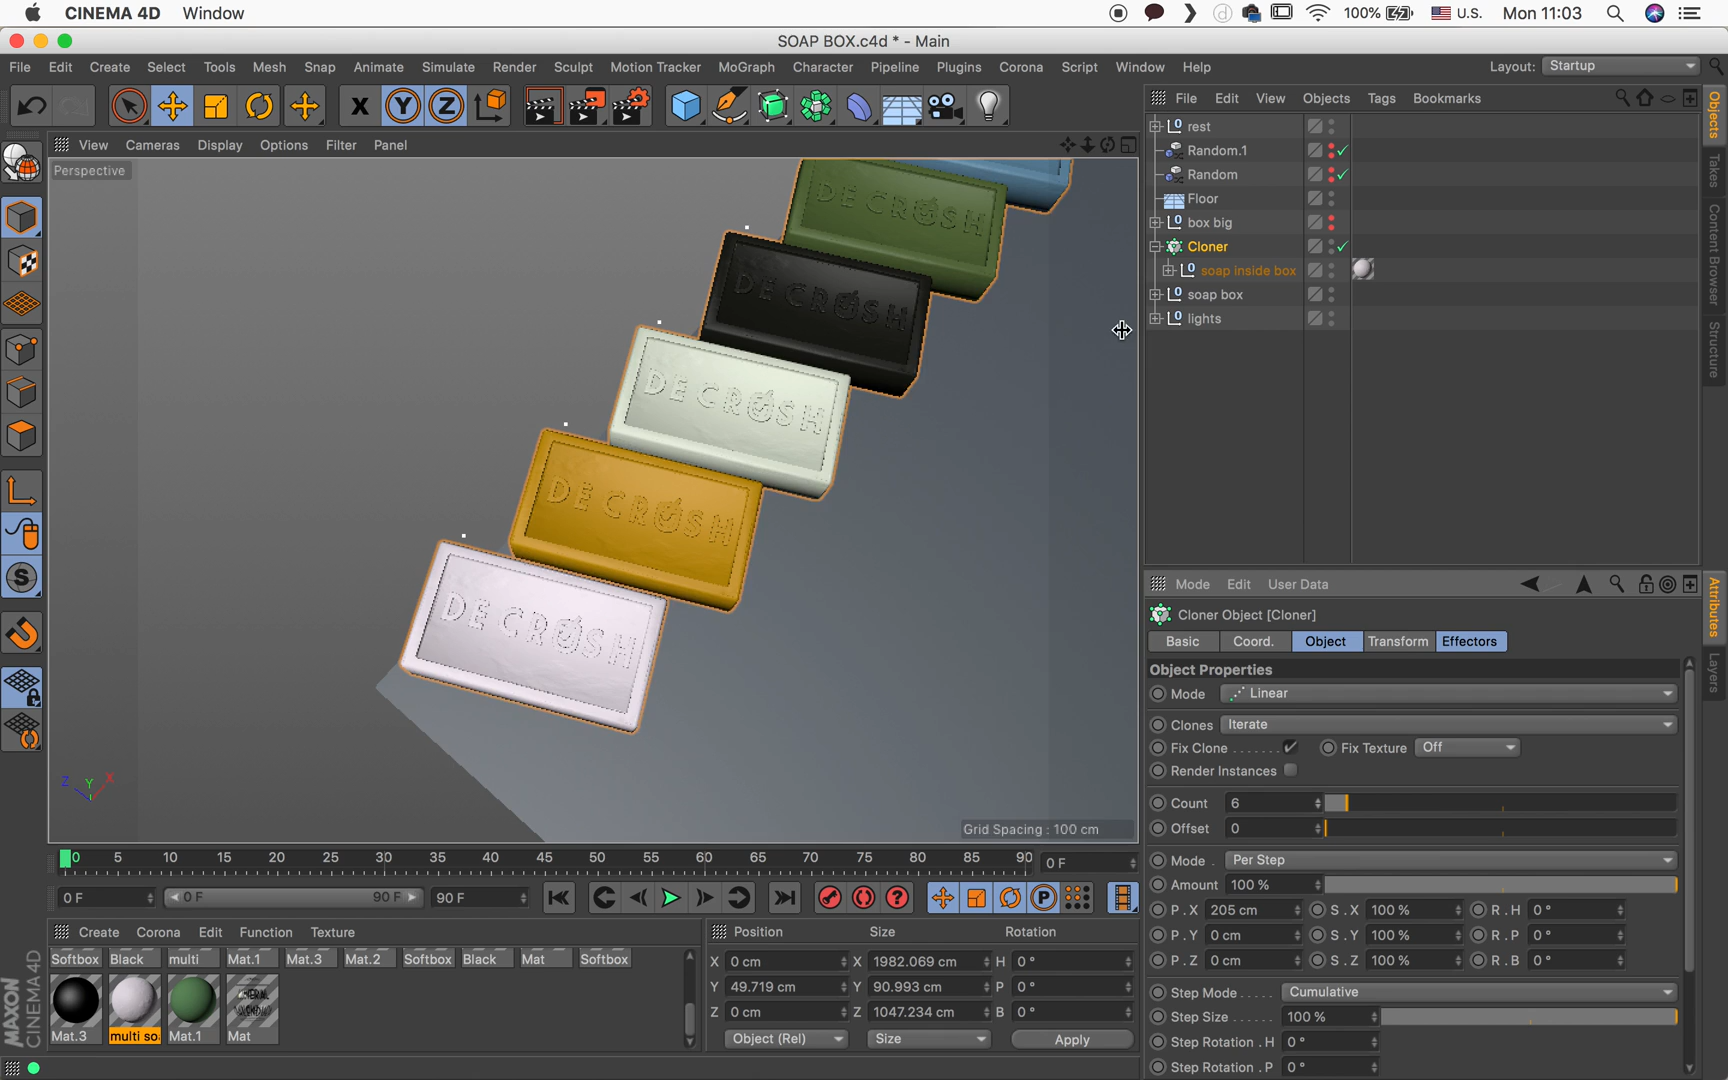 CINEMA 4D Window 100% U.S. Mon 11:03
SOAP BOX.c4d * - Main
File Edit Create Select Tools Mesh Snap Animate Simulate Render Sculpt Motion Tracker MoGraph Character Pipeline Plugins Corona Script Window Help Layout: Startup
X Y Z
File Edit View Objects Tags Bookmarks
View Cameras Display Options Filter Panel
Perspective
rest
Random.1
Random
Floor
box big
Cloner
soap inside box
soap box
lights
Objects
Takes
Content Browser
Structure
DE CRUSH
DE CRUSH
DE CRUSH
DE CRUSH
DE CRUSH
Z Y X
Grid Spacing : 100 cm
Mode Edit User Data
Cloner Object [Cloner]
Basic Coord. Object Transform Effectors
Object Properties
Mode Linear
Clones Iterate
Fix Clone Fix Texture Off
Render Instances
Count 6
Offset 0
Mode Per Step
Amount 100 %
P . X 205 cm S . X 100 % R . H 0 °
P . Y 0 cm S . Y 100 % R . P 0 °
P . Z 0 cm S . Z 100 % R . B 0 °
Step Mode Cumulative
Step Size 100 %
Step Rotation . H 0 °
Step Rotation . P 0 °
Attributes
Layers
0 5 10 15 20 25 30 35 40 45 50 55 60 65 70 75 80 85 90 0 F
0 F 0 F 90 F 90 F
Create Corona Edit Function Texture
Softbox Black multi Mat.1 Mat.3 Mat.2 Softbox Black Mat Softbox
Mat.3 multi so Mat.1 Mat
MAXON
CINEMA 4D
Position Size Rotation
X 0 cm X 1982.069 cm H 0 °
Y 49.719 cm Y 90.993 cm P 0 °
Z 0 cm Z 1047.234 cm B 0 °
Object (Rel) Size Apply